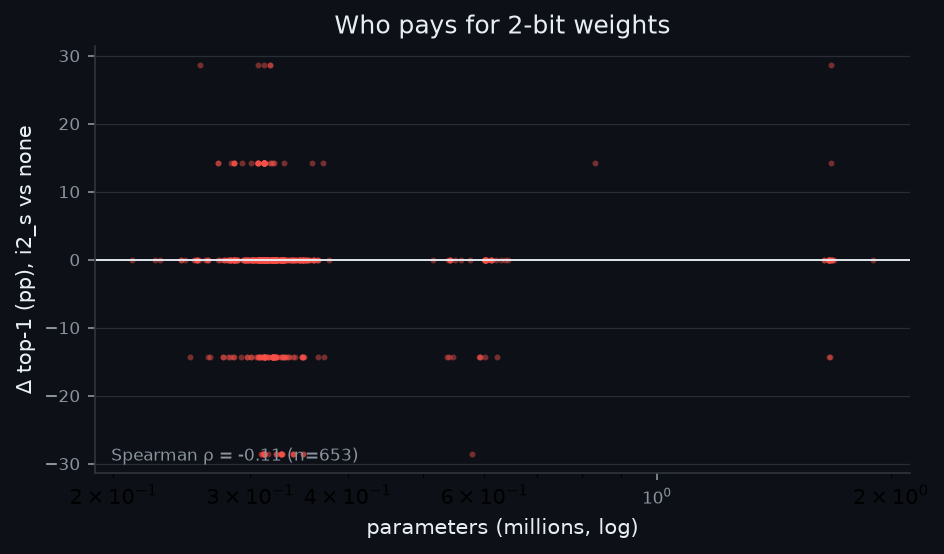 Who pays for 2-bit weights
Δ top-1 (pp), i2_s vs none
30
20
10
0
−10
−20
−30
Spearman ρ = -0.11 (n=653)
2 × 10⁻¹
3 × 10⁻¹
4 × 10⁻¹
6 × 10⁻¹
10⁰
2 × 10⁰
parameters (millions, log)